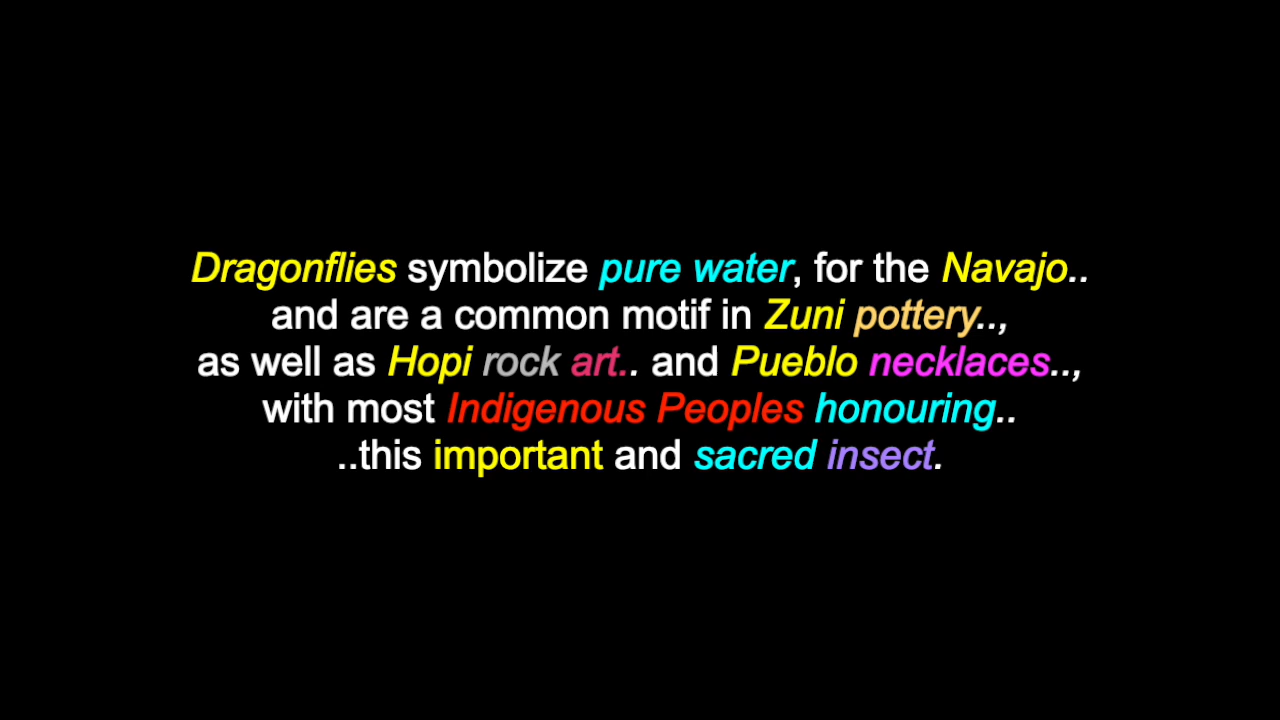 Dragonflies symbolize pure water, for the Navajo..
and are a common motif in Zuni pottery..,
as well as Hopi rock art.. and Pueblo necklaces..,
with most Indigenous Peoples honouring..
..this important and sacred insect.